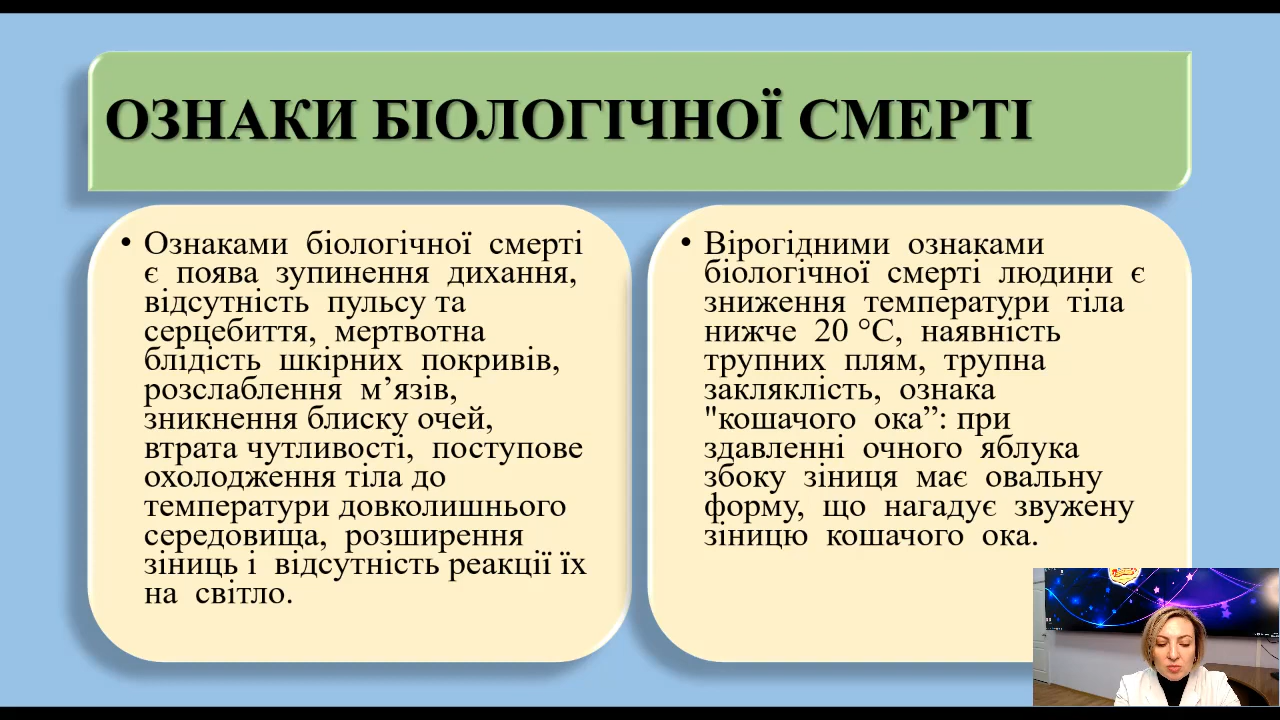 ОЗНАКИ БІОЛОГІЧНОЇ СМЕРТІ
• Ознаками біологічної смерті
є поява зупинення дихання,
відсутність пульсу та
серцебиття, мертвотна
блідість шкірних покривів,
розслаблення м’язів,
зникнення блиску очей,
втрата чутливості, поступове
охолодження тіла до
температури довколишнього
середовища, розширення
зіниць і відсутність реакції їх
на світло.
• Вірогідними ознаками
біологічної смерті людини є
зниження температури тіла
нижче 20 °С, наявність
трупних плям, трупна
закляклість, ознака
"кошачого ока”: при
здавленні очного яблука
збоку зіниця має овальну
форму, що нагадує звужену
зіницю кошачого ока.